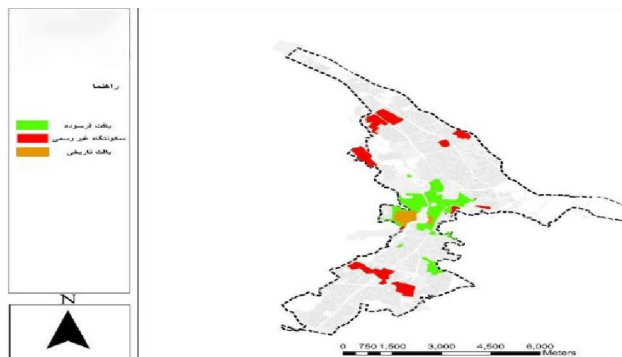 راهنما
بافت فرسوده
سکونتگاه غیر رسمی
بافت تاریخی
N
0 750 1,500 3,000 4,500 6,000
Meters